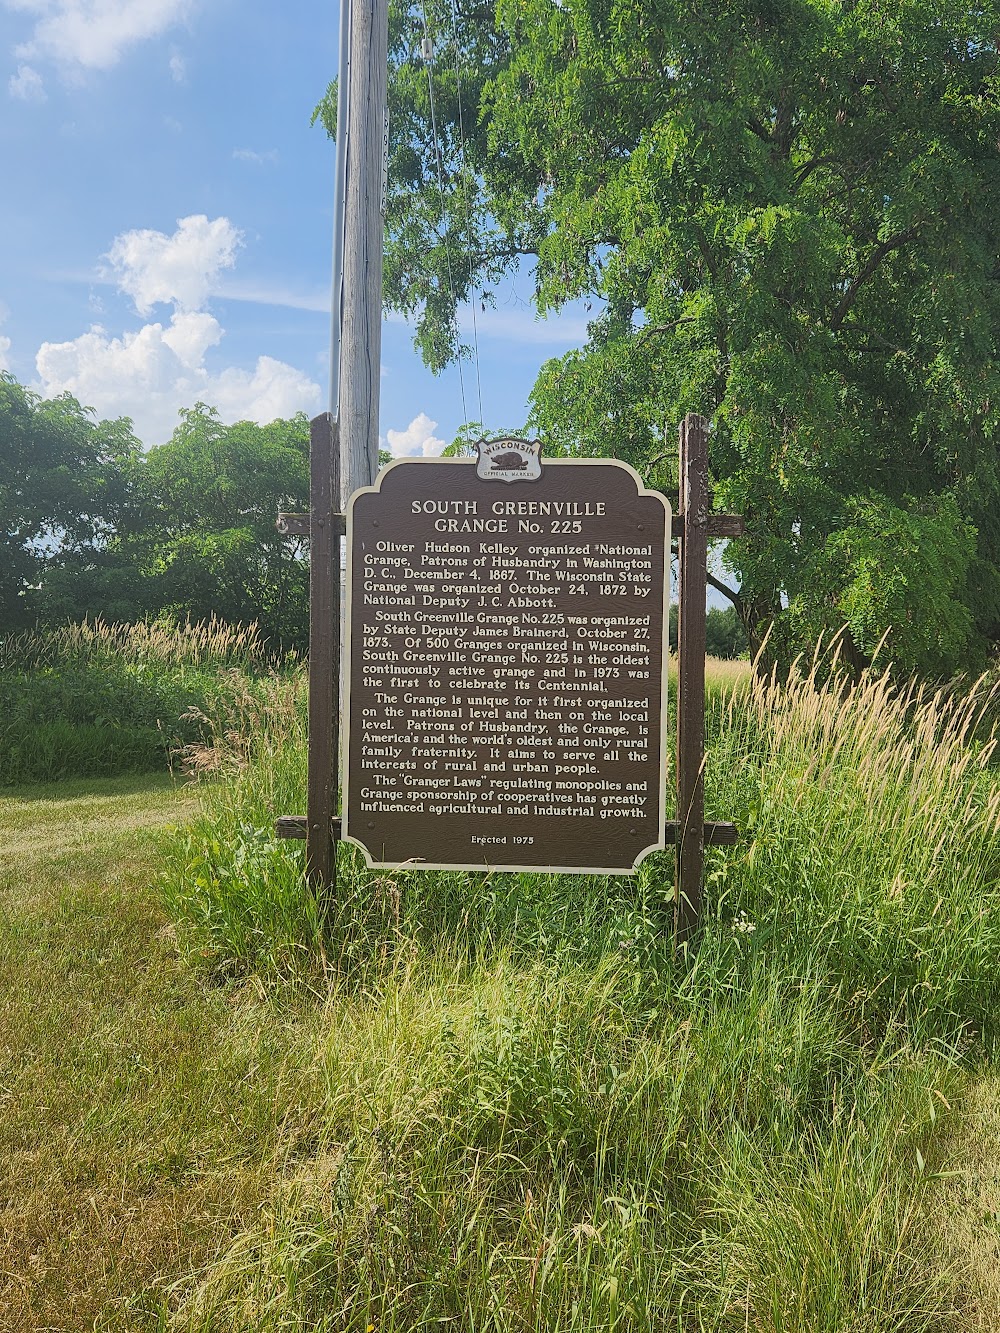 WISCONSIN
OFFICIAL MARKER
SOUTH GREENVILLE
GRANGE No. 225
Oliver Hudson Kelley organized National
Grange, Patrons of Husbandry in Washington
D. C., December 4, 1867. The Wisconsin State
Grange was organized October 24, 1872 by
National Deputy J. C. Abbott.
South Greenville Grange No. 225 was organized
by State Deputy James Brainerd, October 27,
1873. Of 500 Granges organized in Wisconsin,
South Greenville Grange No. 225 is the oldest
continuously active grange and in 1973 was
the first to celebrate its Centennial.
The Grange is unique for it first organized
on the national level and then on the local
level. Patrons of Husbandry, the Grange, is
America's and the world's oldest and only rural
family fraternity. It aims to serve all the
interests of rural and urban people.
The "Granger Laws" regulating monopolies and
Grange sponsorship of cooperatives has greatly
influenced agricultural and industrial growth.
Erected 1975